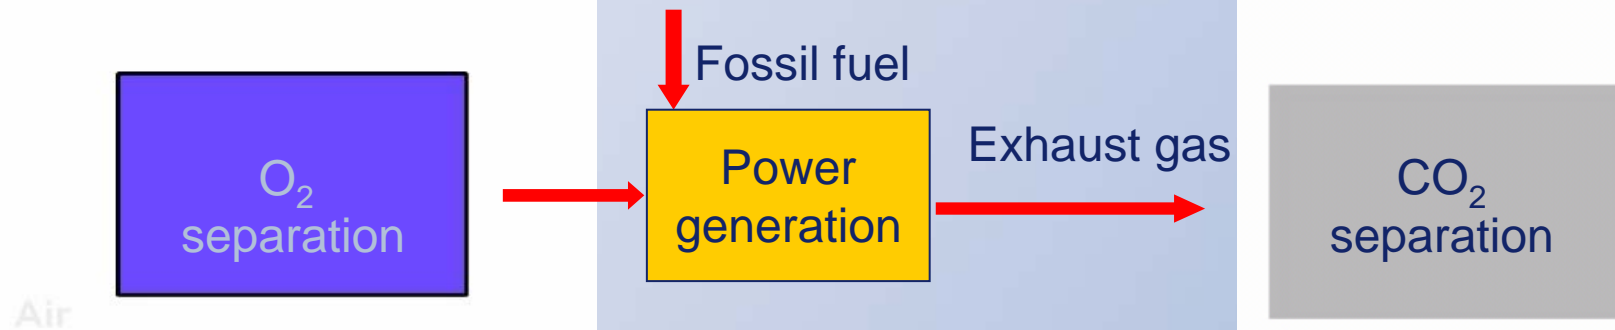 Fossil fuel
O₂
separation
Power
generation
Exhaust gas
CO₂
separation
Air